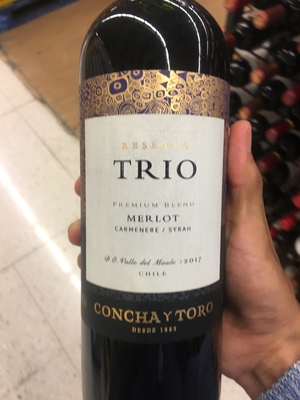 RESERVA
TRIO
PREMIUM BLEND
MERLOT
CARMENERE / SYRAH
D.O. Valle del Maule / 2017
CHILE
CONCHA Y TORO
DESDE 1883